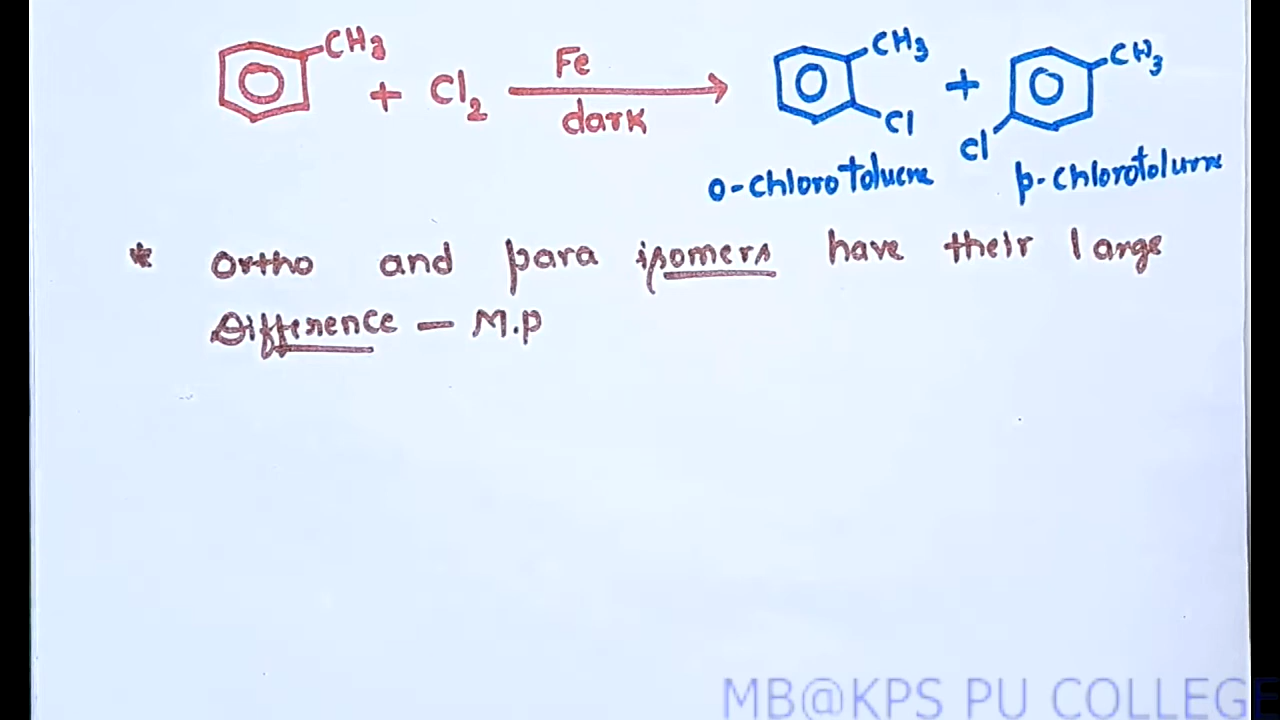 CH3 + Cl2 Fe dark CH3 Cl + CH3 Cl
o-chlorotoluene p-chlorotoluene
* Ortho and para isomers have their large
Difference - M.p
MB@KPS PU COLLEGE